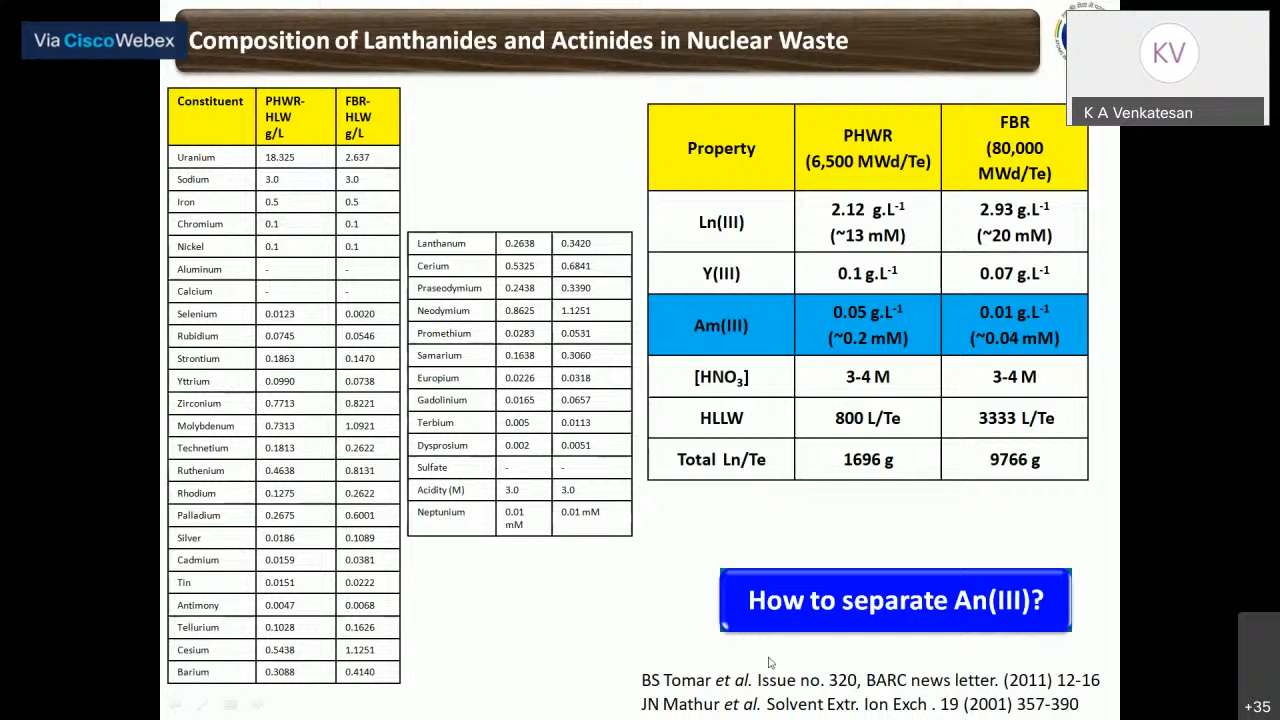 Via Cisco Webex
Composition of Lanthanides and Actinides in Nuclear Waste
KV
K A Venkatesan
Constituent PHWR-HLW g/L FBR-HLW g/L
Uranium 18.325 2.637
Sodium 3.0 3.0
Iron 0.5 0.5
Chromium 0.1 0.1
Nickel 0.1 0.1
Aluminum - -
Calcium - -
Selenium 0.0123 0.0020
Rubidium 0.0745 0.0546
Strontium 0.1863 0.1470
Yttrium 0.0990 0.0738
Zirconium 0.7713 0.8221
Molybdenum 0.7313 1.0921
Technetium 0.1813 0.2622
Ruthenium 0.4638 0.8131
Rhodium 0.1275 0.2622
Palladium 0.2675 0.6001
Silver 0.0186 0.1089
Cadmium 0.0159 0.0381
Tin 0.0151 0.0222
Antimony 0.0047 0.0068
Tellurium 0.1028 0.1626
Cesium 0.5438 1.1251
Barium 0.3088 0.4140
Lanthanum 0.2638 0.3420
Cerium 0.5325 0.6841
Praseodymium 0.2438 0.3390
Neodymium 0.8625 1.1251
Promethium 0.0283 0.0531
Samarium 0.1638 0.3060
Europium 0.0226 0.0318
Gadolinium 0.0165 0.0657
Terbium 0.005 0.0113
Dysprosium 0.002 0.0051
Sulfate - -
Acidity (M) 3.0 3.0
Neptunium 0.01 mM 0.01 mM
Property PHWR (6,500 MWd/Te) FBR (80,000 MWd/Te)
Ln(III) 2.12 g.L-1 (~13 mM) 2.93 g.L-1 (~20 mM)
Y(III) 0.1 g.L-1 0.07 g.L-1
Am(III) 0.05 g.L-1 (~0.2 mM) 0.01 g.L-1 (~0.04 mM)
[HNO3] 3-4 M 3-4 M
HLLW 800 L/Te 3333 L/Te
Total Ln/Te 1696 g 9766 g
How to separate An(III)?
BS Tomar et al. Issue no. 320, BARC news letter. (2011) 12-16
JN Mathur et al. Solvent Extr. Ion Exch . 19 (2001) 357-390
+35